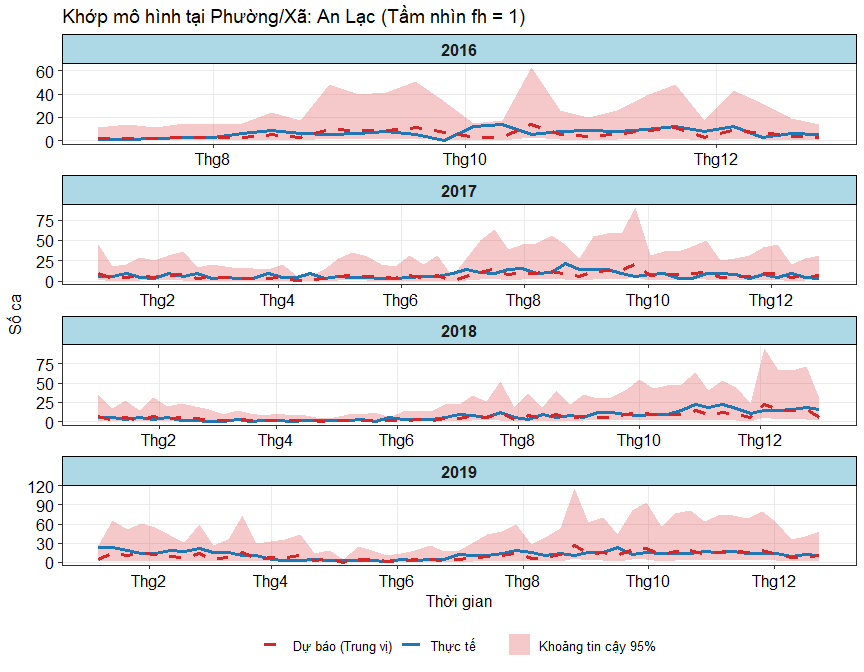 Khớp mô hình tại Phường/Xã: An Lạc (Tầm nhìn fh = 1)
2016
60
40
20
0
Thg8 Thg10 Thg12
2017
75
50
25
0
Thg2 Thg4 Thg6 Thg8 Thg10 Thg12
Số ca
2018
75
50
25
0
Thg2 Thg4 Thg6 Thg8 Thg10 Thg12
2019
120
90
60
30
0
Thg2 Thg4 Thg6 Thg8 Thg10 Thg12
Thời gian
Dự báo (Trung vị) Thực tế Khoảng tin cậy 95%